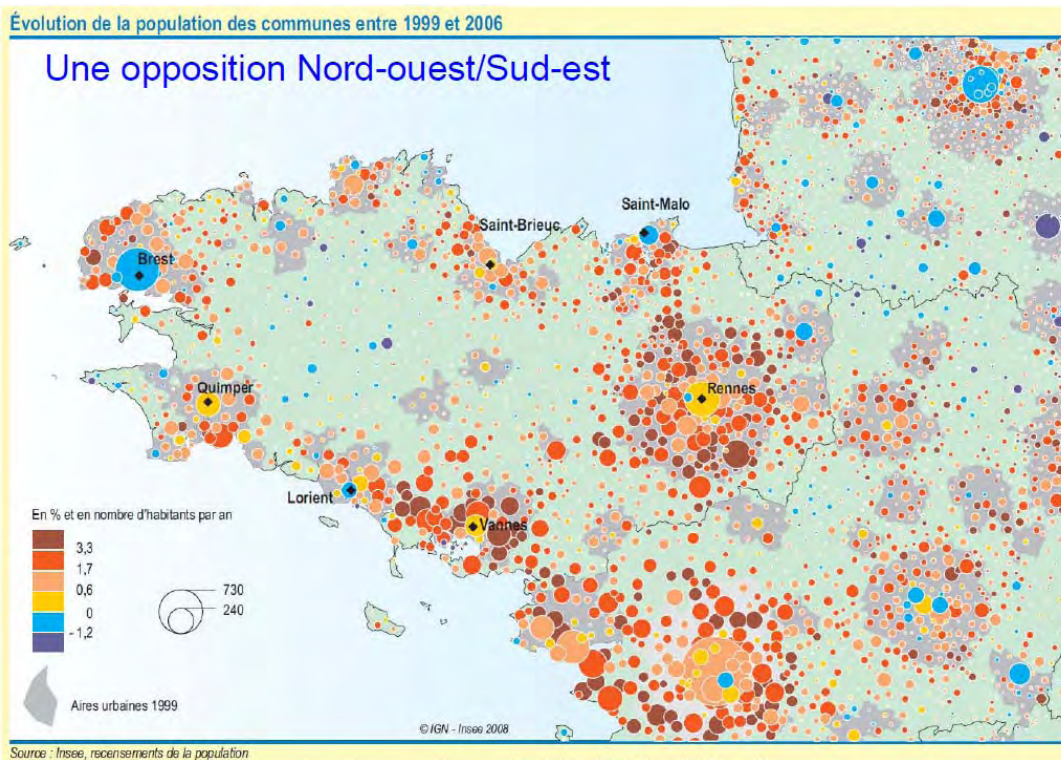 Évolution de la population des communes entre 1999 et 2006
Une opposition Nord-ouest/Sud-est
Saint-Malo
Saint-Brieuc
Brest
Quimper
Rennes
Lorient
Vannes
En % et en nombre d'habitants par an
3,3
1,7
0,6
0
- 1,2
730
240
Aires urbaines 1999
© IGN - Insee 2008
Source : Insee, recensements de la population